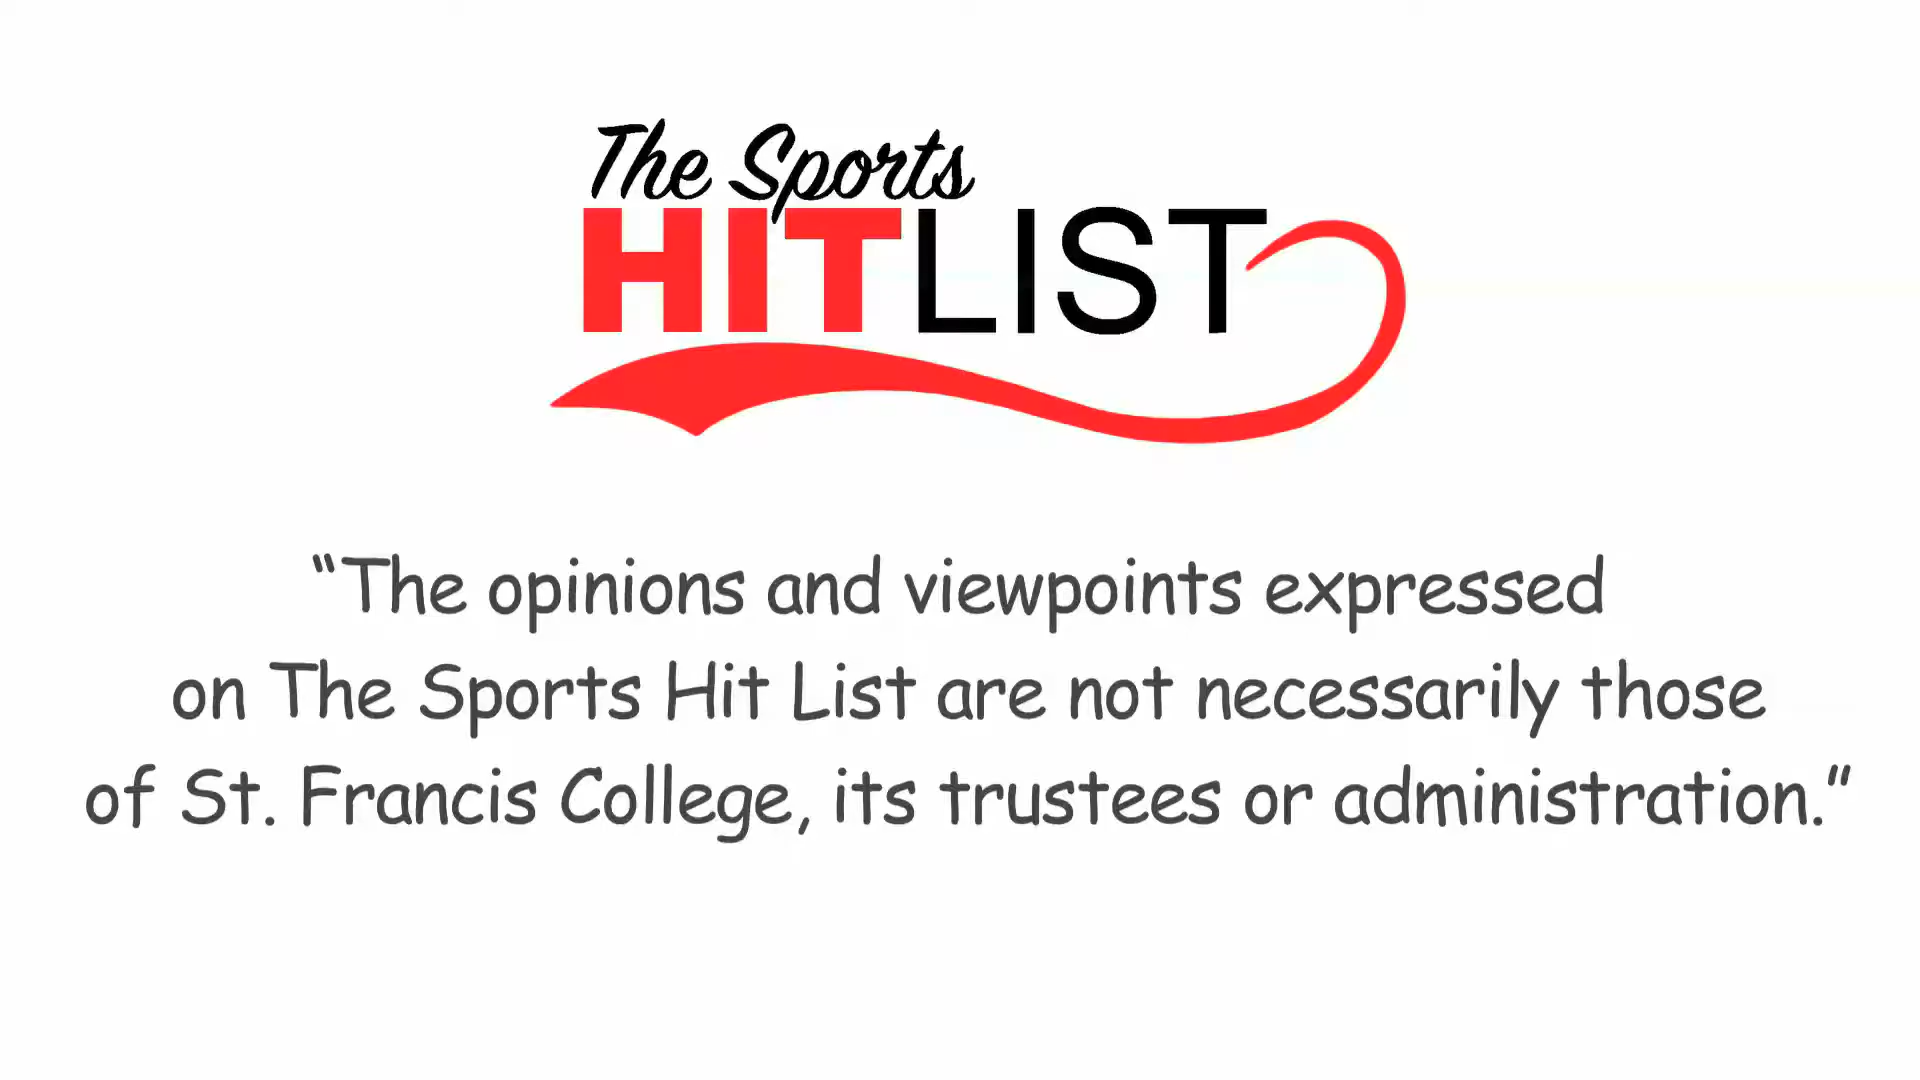 The Sports
HITLIST
“The opinions and viewpoints expressed
on The Sports Hit List are not necessarily those
of St. Francis College, its trustees or administration.”